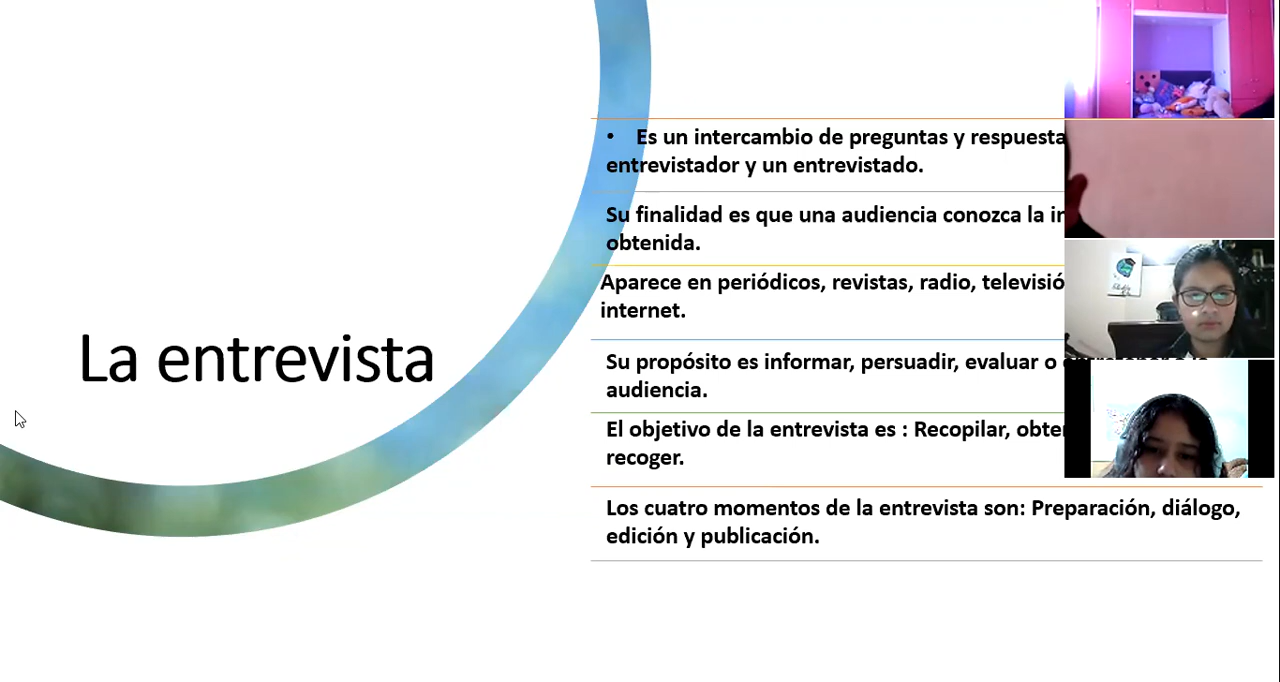 La entrevista
• Es un intercambio de preguntas y respuesta
entrevistador y un entrevistado.
Su finalidad es que una audiencia conozca la
obtenida.
Aparece en periódicos, revistas, radio,
internet.
Su propósito es informar, persuadir, evaluar o
audiencia.
El objetivo de la entrevista es : Recopilar,
recoger.
Los cuatro momentos de la entrevista son: Preparación, diálogo,
edición y publicación.